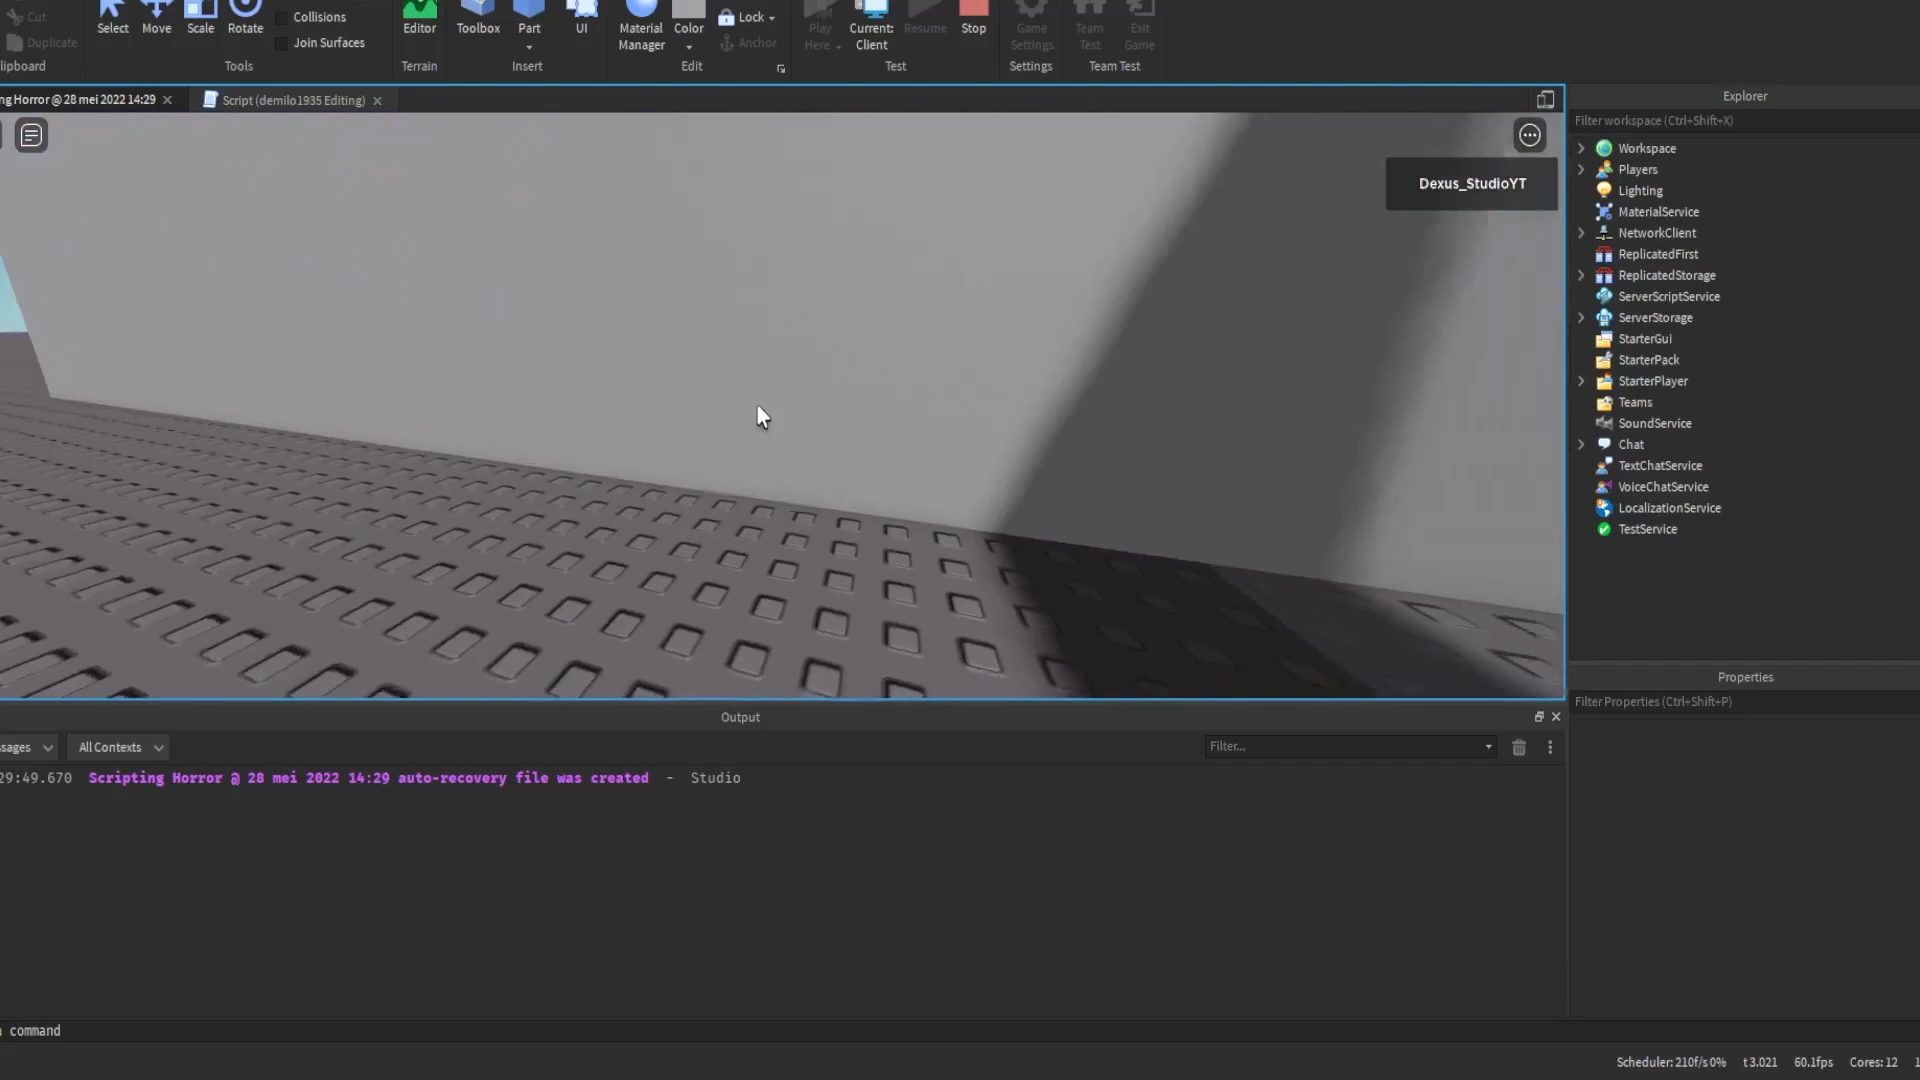 Cut
Duplicate
lipboard
Select
Move
Scale
Rotate
Collisions
Join Surfaces
Tools
Editor
Terrain
Toolbox
Part
UI
Insert
Material
Manager
Color
Lock
Anchor
Edit
Play
Here
Current:
Client
Resume
Stop
Test
Game
Settings
Settings
Team
Test
Exit
Game
Team Test
ng Horror @ 28 mei 2022 14:29
Script (demilo1935 Editing)
Dexus_StudioYT
Explorer
Filter workspace (Ctrl+Shift+X)
Workspace
Players
Lighting
MaterialService
NetworkClient
ReplicatedFirst
ReplicatedStorage
ServerScriptService
ServerStorage
StarterGui
StarterPack
StarterPlayer
Teams
SoundService
Chat
TextChatService
VoiceChatService
LocalizationService
TestService
Properties
Filter Properties (Ctrl+Shift+P)
Output
ssages
All Contexts
Filter...
29:49.670 Scripting Horror @ 28 mei 2022 14:29 auto-recovery file was created - Studio
command
Scheduler: 210f/s 0% t 3.021 60.1fps Cores: 12